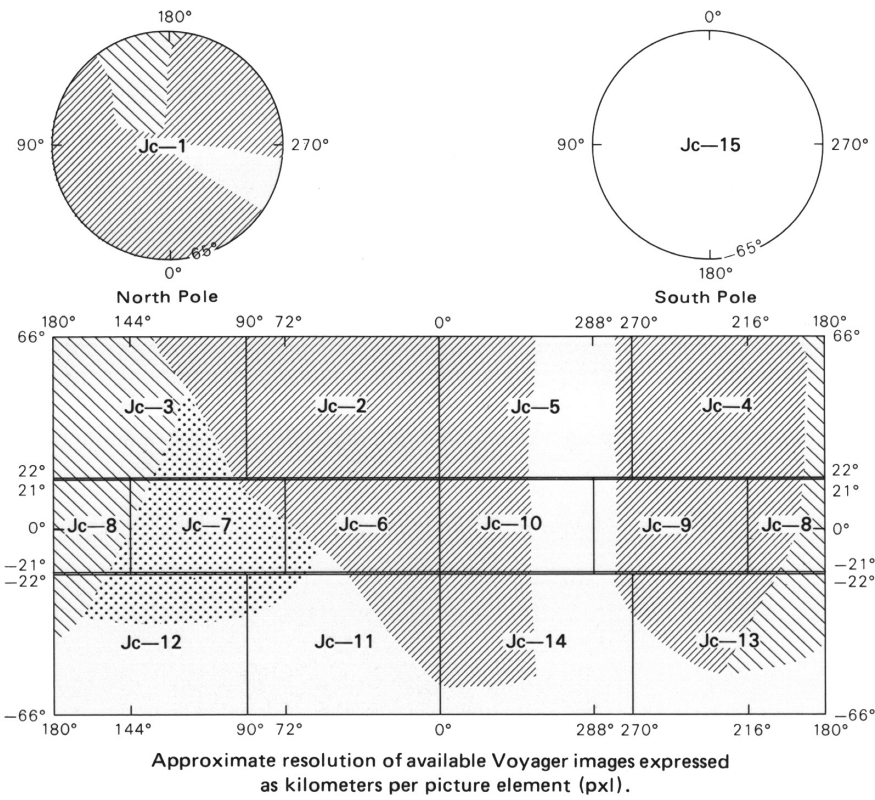 180° 0°
90° Jc—1 270° 90° Jc—15 270°
65° —65°
0° 180°
North Pole South Pole
180° 144° 90° 72° 0° 288° 270° 216° 180°
66° 66°
Jc—3 Jc—2 Jc—5 Jc—4
22° 22°
21° 21°
0° Jc—8 Jc—7 Jc—6 Jc—10 Jc—9 Jc—8 0°
—21° —21°
—22° —22°
Jc—12 Jc—11 Jc—14 Jc—13
—66° —66°
180° 144° 90° 72° 0° 288° 270° 216° 180°
Approximate resolution of available Voyager images expressed
as kilometers per picture element (pxl).